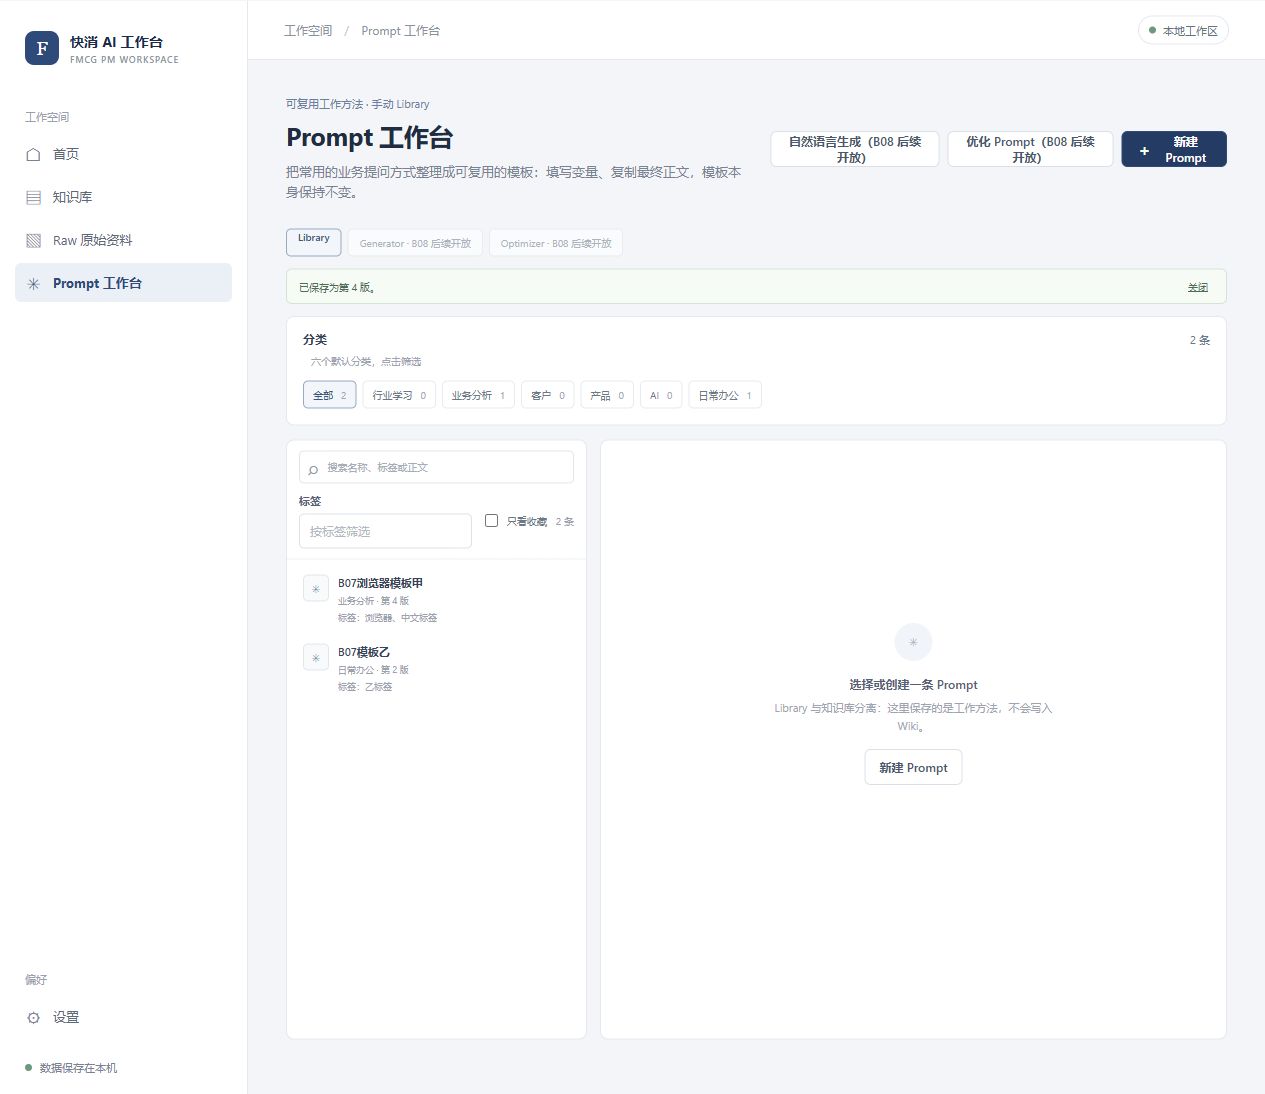 F
快消 AI 工作台
FMCG PM WORKSPACE
工作空间
首页
知识库
Raw 原始资料
Prompt 工作台
偏好
设置
数据保存在本机
工作空间 / Prompt 工作台
本地工作区
可复用工作方法 · 手动 Library
Prompt 工作台
把常用的业务提问方式整理成可复用的模板：填写变量、复制最终正文，模板本
身保持不变。
自然语言生成（B08 后续
开放）
优化 Prompt（B08 后续
开放）
+ 新建
Prompt
Library
Generator · B08 后续开放
Optimizer · B08 后续开放
已保存为第 4 版。
关闭
分类
2 条
六个默认分类，点击筛选
全部 2
行业学习 0
业务分析 1
客户 0
产品 0
AI 0
日常办公 1
搜索名称、标签或正文
标签
按标签筛选
只看收藏
2 条
B07浏览器模板甲
业务分析 · 第 4 版
标签：浏览器、中文标签
B07模板乙
日常办公 · 第 2 版
标签：乙标签
选择或创建一条 Prompt
Library 与知识库分离：这里保存的是工作方法，不会写入
Wiki。
新建 Prompt